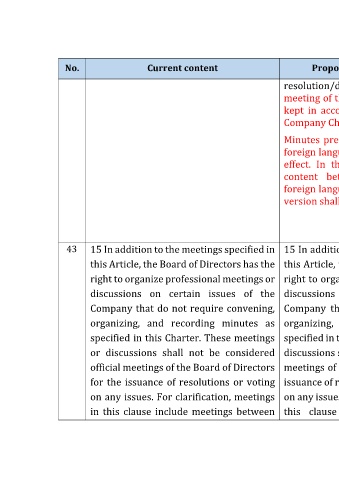 No.
Current content
Propo
resolution/d
meeting of t
kept in acco
Company Ch
Minutes pre
foreign langu
effect. In th
content bet
foreign langu
version shall
43
15 In addition to the meetings specified in
this Article, the Board of Directors has the
right to organize professional meetings or
discussions on certain issues of the
Company that do not require convening,
organizing, and recording minutes as
specified in this Charter. These meetings
or discussions shall not be considered
official meetings of the Board of Directors
for the issuance of resolutions or voting
on any issues. For clarification, meetings
in this clause include meetings between
15 In additio
this Article,
right to orga
discussions
Company th
organizing,
specified in t
discussions s
meetings of
issuance of r
on any issue
this clause